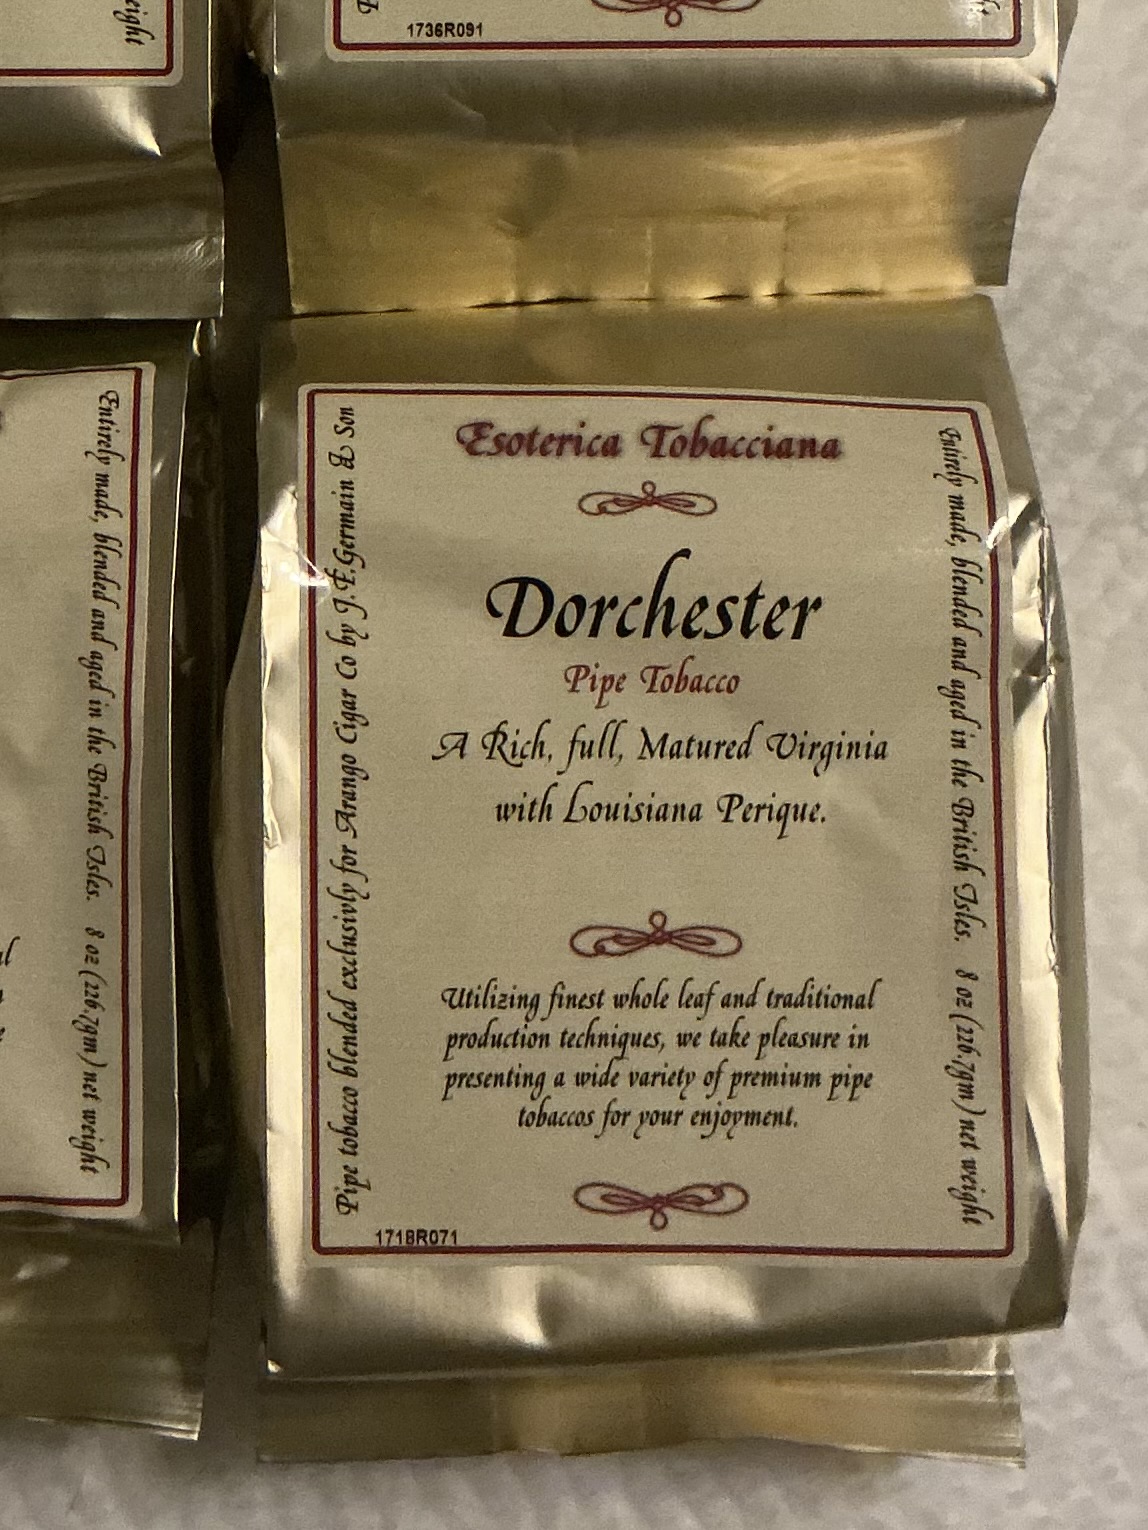 eight
1736R091
Entirely made, blended and aged in the British Isles. 8 oz (226.7gm) net weight
Esoterica Tobacciana
Dorchester
Pipe Tobacco
A Rich, full, Matured Virginia
with Louisiana Perique.
Utilizing finest whole leaf and traditional
production techniques, we take pleasure in
presenting a wide variety of premium pipe
tobaccos for your enjoyment.
Pipe tobacco blended exclusivly for Arango Cigar Co by J.F.Germain & Son
Entirely made, blended and aged in the British Isles. 8 oz (226.7gm) net weight
1718R071